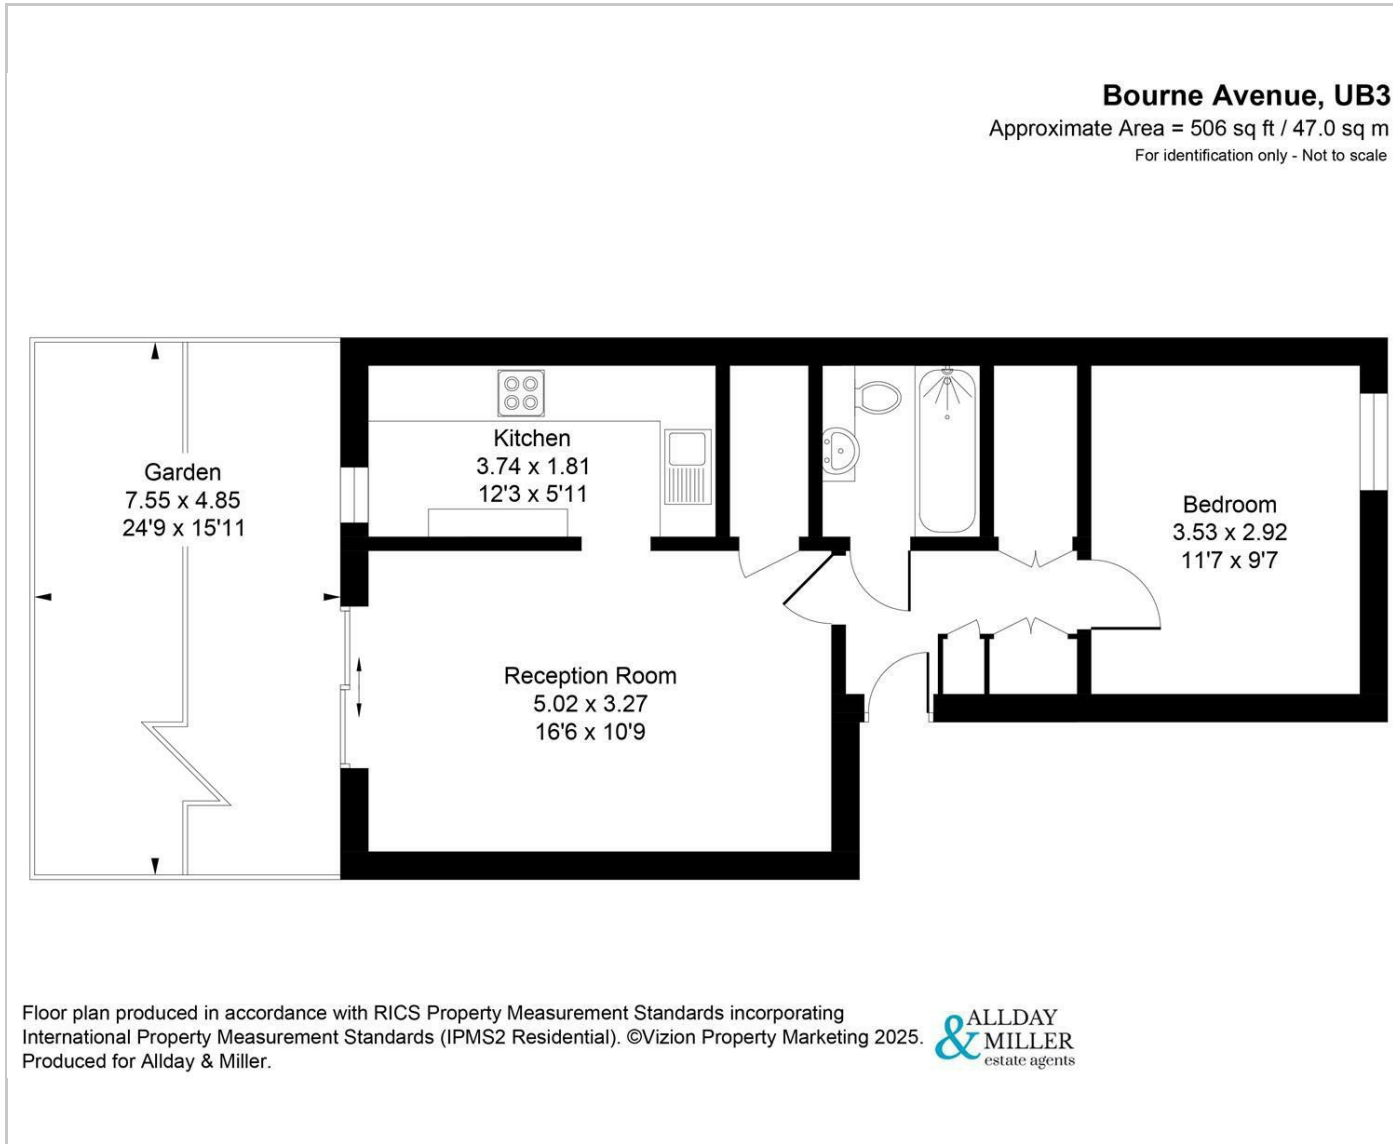 Bourne Avenue, UB3
Approximate Area = 506 sq ft / 47.0 sq m
For identification only - Not to scale
Kitchen
3.74 x 1.81
12'3 x 5'11
Garden
7.55 x 4.85
24'9 x 15'11
Bedroom
3.53 x 2.92
11'7 x 9'7
Reception Room
5.02 x 3.27
16'6 x 10'9
Floor plan produced in accordance with RICS Property Measurement Standards incorporating
International Property Measurement Standards (IPMS2 Residential). ©Vizion Property Marketing 2025.
Produced for Allday & Miller.
ALLDAY
& MILLER
estate agents